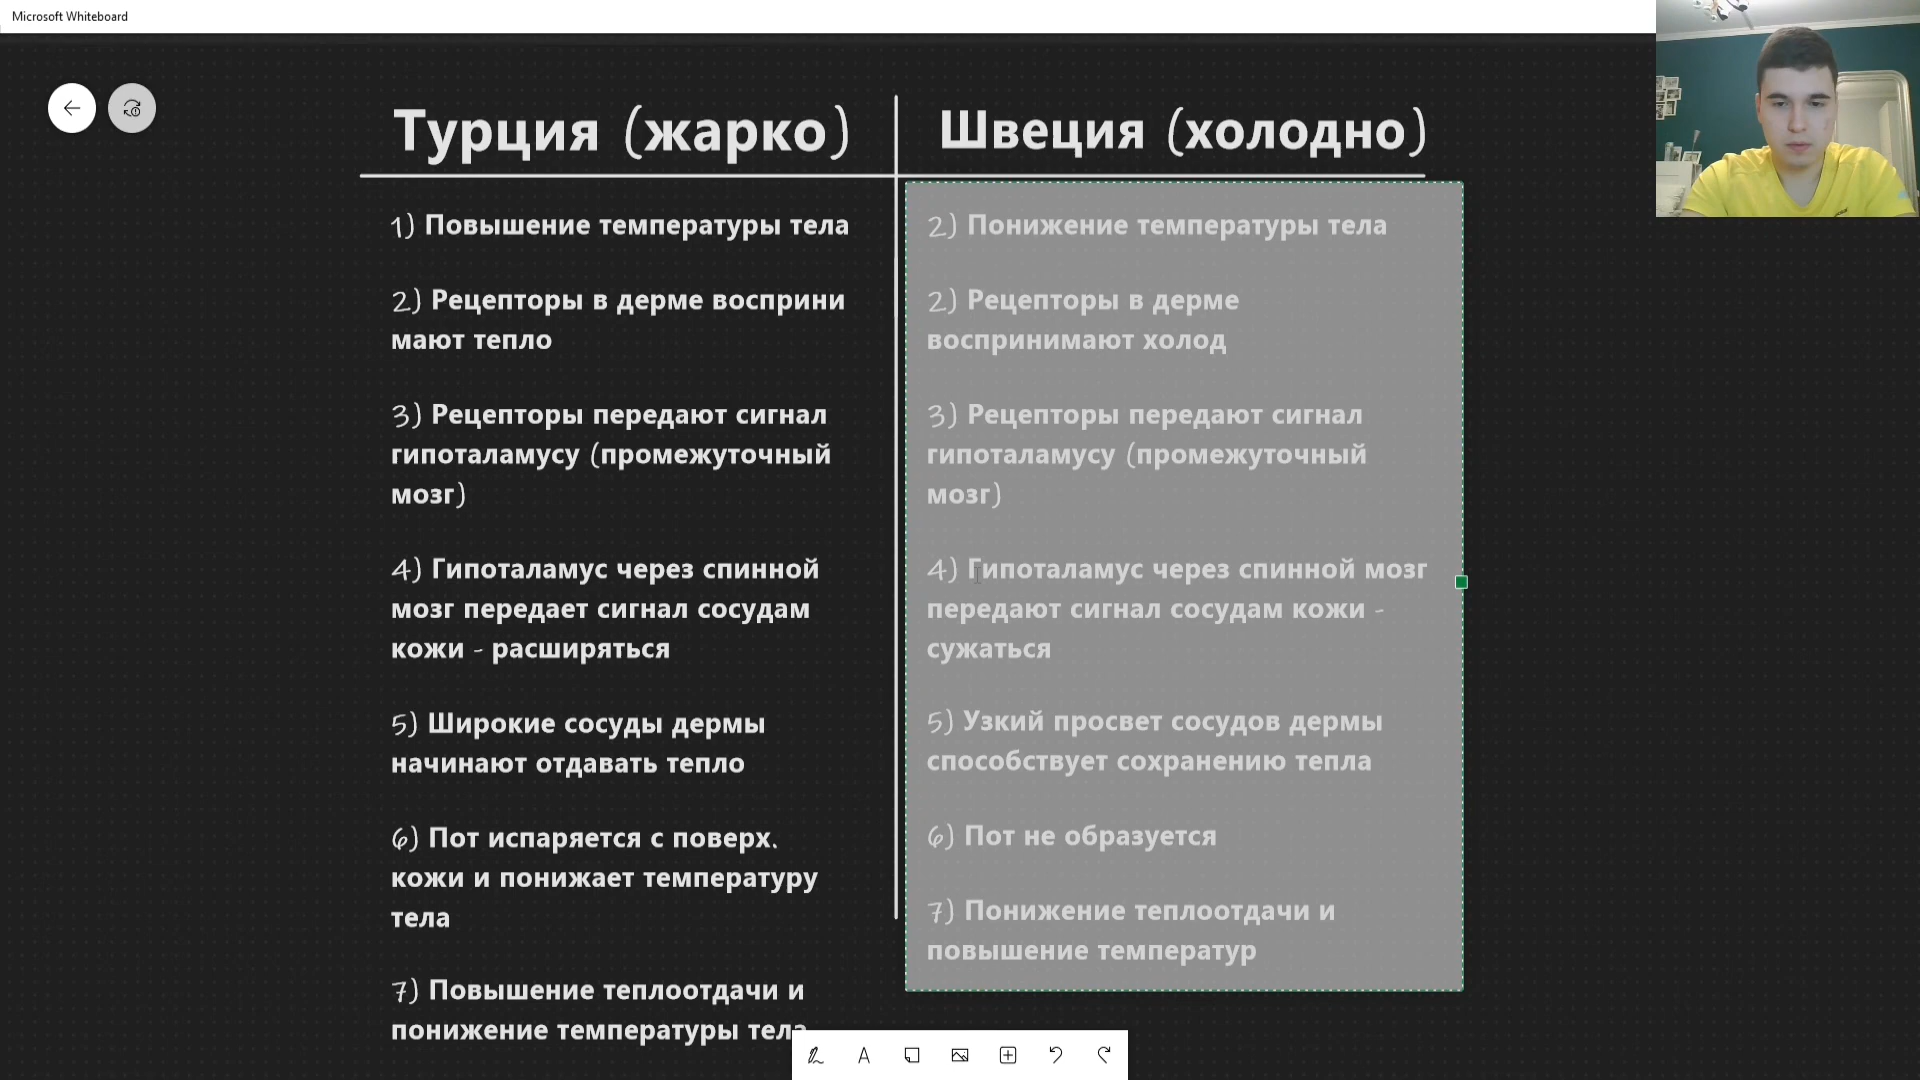 Microsoft Whiteboard
Турция (жарко)
1) Повышение температуры тела
2) Рецепторы в дерме восприни
мают тепло
3) Рецепторы передают сигнал
гипоталамусу (промежуточный
мозг)
4) Гипоталамус через спинной
мозг передает сигнал сосудам
кожи - расширяться
5) Широкие сосуды дермы
начинают отдавать тепло
6) Пот испаряется с поверх.
кожи и понижает температуру
тела
7) Повышение теплоотдачи и
понижение температуры тела
Швеция (холодно)
2) Понижение температуры тела
2) Рецепторы в дерме
воспринимают холод
3) Рецепторы передают сигнал
гипоталамусу (промежуточный
мозг)
4) Гипоталамус через спинной мозг
передают сигнал сосудам кожи -
сужаться
5) Узкий просвет сосудов дермы
способствует сохранению тепла
6) Пот не образуется
7) Понижение теплоотдачи и
повышение температур